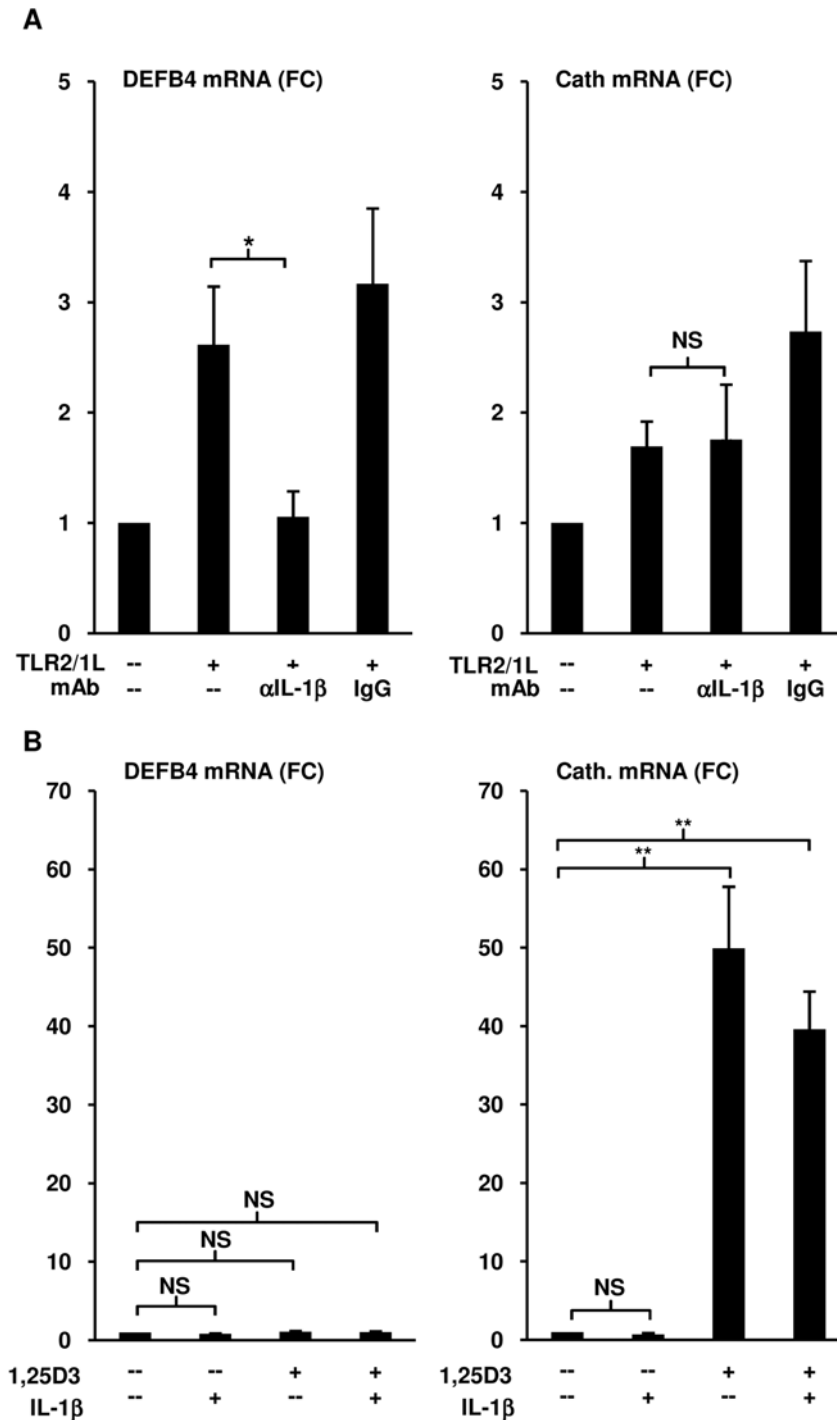 A
DEFB4 mRNA (FC)
Cath mRNA (FC)
5
4
3
2
1
0
*
5
4
3
2
1
0
NS
TLR2/1L -- + + +
mAb -- -- αIL-1β IgG
TLR2/1L -- + + +
mAb -- -- αIL-1β IgG
B
DEFB4 mRNA (FC)
Cath. mRNA (FC)
70
60
50
40
30
20
10
0
NS
NS
NS
70
60
50
40
30
20
10
0
**
**
NS
1,25D3 -- -- + +
IL-1β -- + -- +
1,25D3 -- -- + +
IL-1β -- + -- +